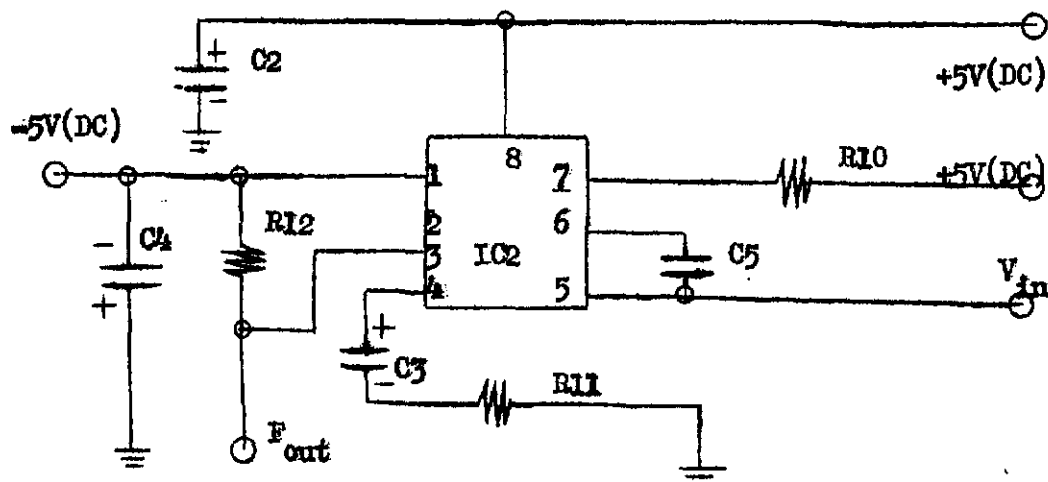 + C2
-
+5V(DC)
-5V(DC)
8
1 7 R10 +5V(DC)
R12 2 6
- C4 3 IC2 C5
+ 4 5 Vin
+
C3
-
R11
Fout